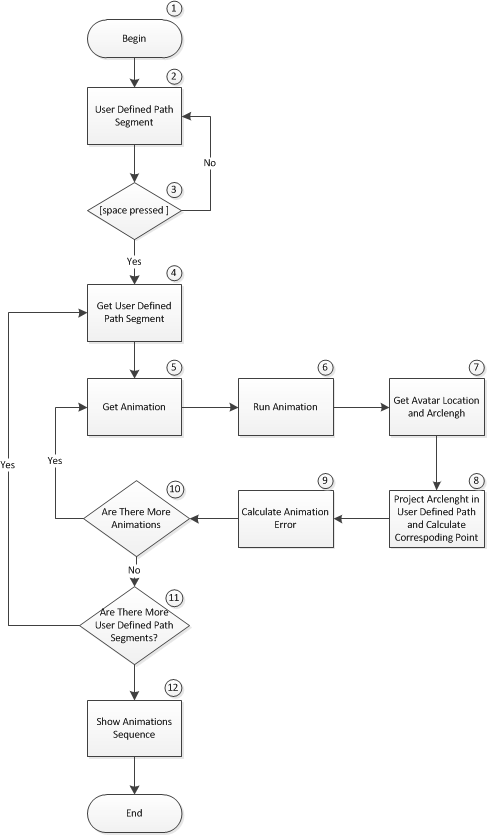 1
Begin
2
User Defined Path
Segment
No
3
[space pressed ]
Yes
4
Get User Defined
Path Segment
5
Get Animation
6
Run Animation
7
Get Avatar Location
and Arclengh
Yes
Yes
8
Project Arclenght in
User Defined Path
and Calculate
Correspoding Point
9
Calculate Animation
Error
10
Are There More
Animations
No
11
Are There More
User Defined Path
Segments?
12
Show Animations
Sequence
End